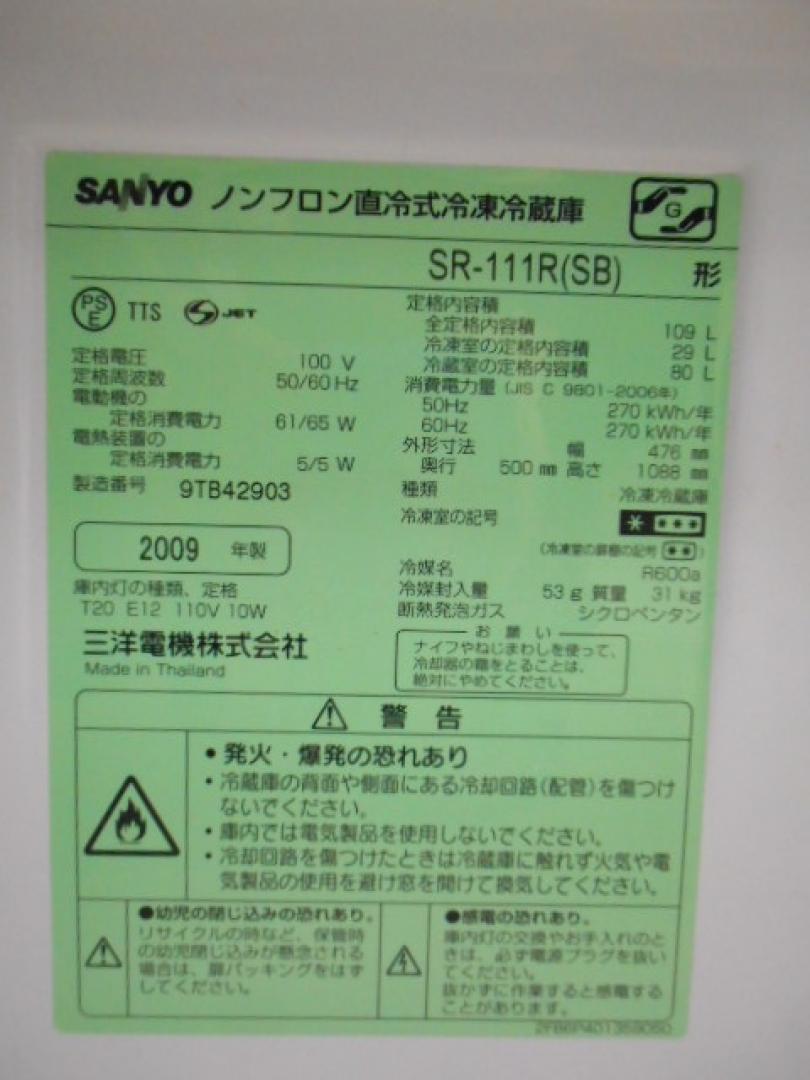 SANYO ノンフロン直冷式冷凍冷蔵庫 G
SR-111R(SB) 形
PS E TTS S JET
定格電圧 100 V
定格周波数 50/60 Hz
電動機の
定格消費電力 61/65 W
電熱装置の
定格消費電力 5/5 W
製造番号 9TB42903
2009 年製
庫内灯の種類、定格
T20 E12 110V 10W
三洋電機株式会社
Made in Thailand
定格内容積
全定格内容積 109 L
冷凍室の定格内容積 29 L
冷蔵室の定格内容積 80 L
消費電力量 (JIS C 9801-2006年)
50Hz 270 kWh/年
60Hz 270 kWh/年
外形寸法 幅 476 mm
奥行 500 mm 高さ 1088 mm
種類 冷凍冷蔵庫
冷凍室の記号
(冷凍室の扉棚の記号)
冷媒名 R600a
冷媒封入量 53 g 質量 31 kg
断熱発泡ガス シクロペンタン
お願い
ナイフやねじまわしを使って、
冷却器の霜をとることは、
絶対にやめてください。
警告
•発火・爆発の恐れあり
・冷蔵庫の背面や側面にある冷却回路(配管)を傷つけ
ないでください。
・庫内では電気製品を使用しないでください。
・冷却回路を傷つけたときは冷蔵庫に触れず火気や電
気製品の使用を避け窓を開けて換気してください。
●幼児の閉じ込みの恐れあり。
リサイクルの時など、保管時
の幼児閉じ込みが懸念される
場合は、扉パッキングをはず
してください。
●感電の恐れあり。
庫内灯の交換やお手入れのと
きは、必ず電源プラグを抜い
てください。
抜かずに作業すると感電する
ことがあります。